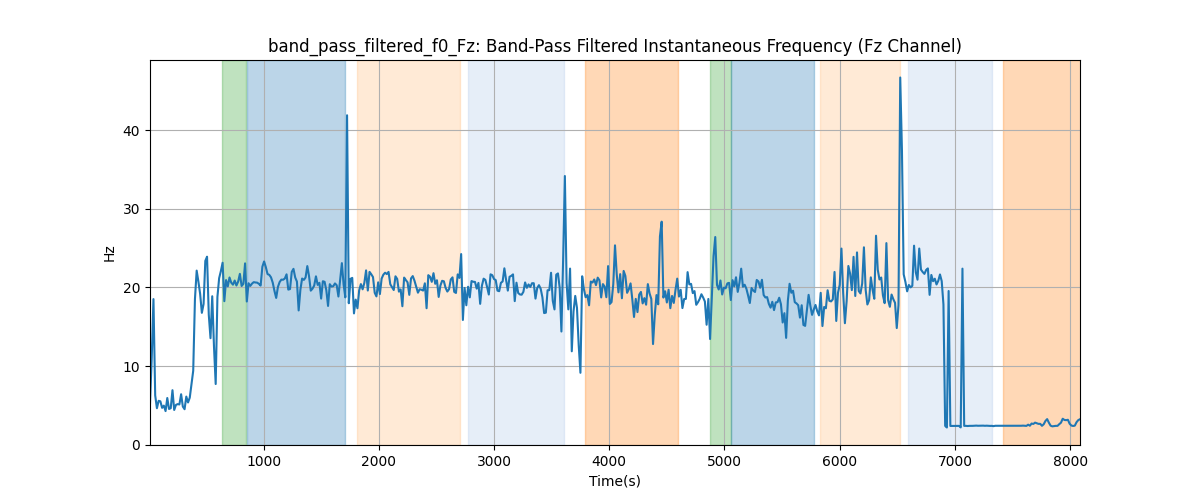 band_pass_filtered_f0_Fz: Band-Pass Filtered Instantaneous Frequency (Fz Channel)
40
30
20
10
0
Hz
1000 2000 3000 4000 5000 6000 7000 8000
Time(s)